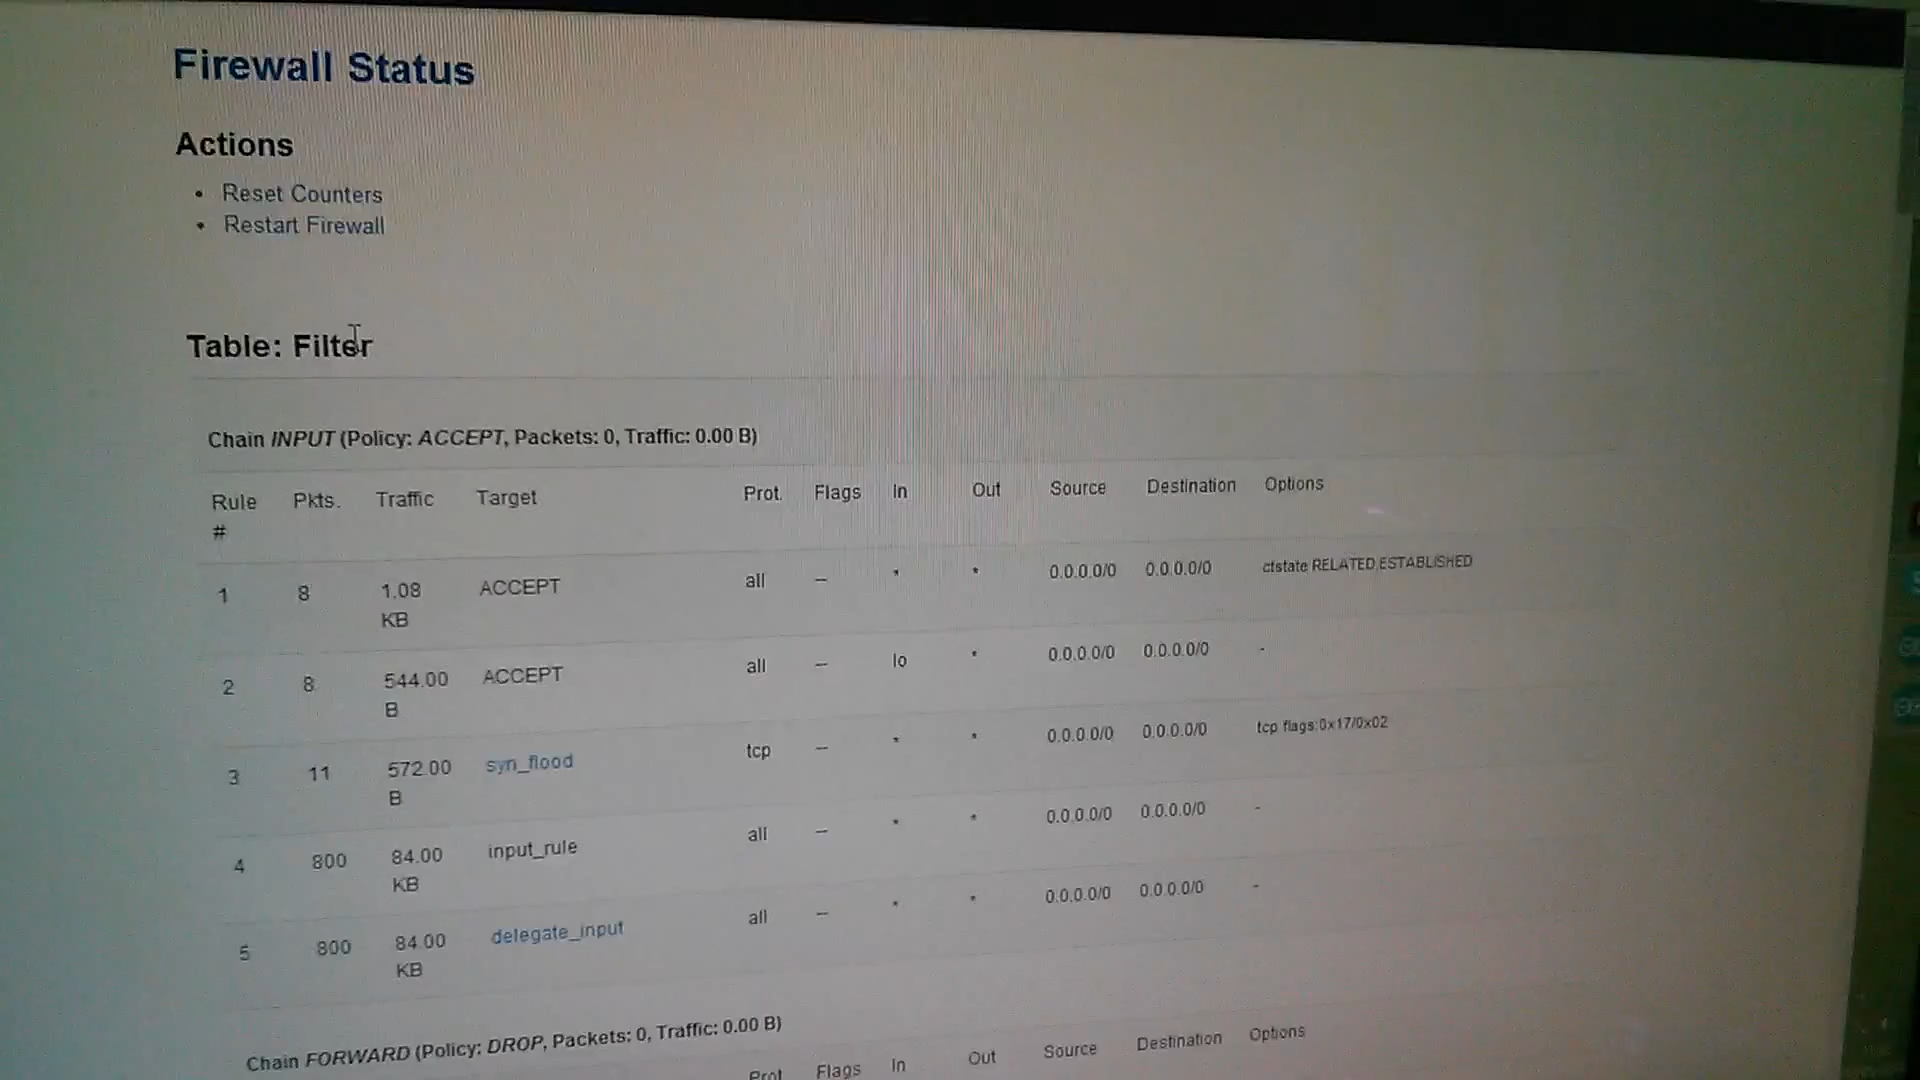 Firewall Status
Actions
• Reset Counters
• Restart Firewall
Table: Filter
Chain INPUT (Policy: ACCEPT, Packets: 0, Traffic: 0.00 B)
Rule # Pkts. Traffic Target Prot. Flags In Out Source Destination Options
1 8 1.08 KB ACCEPT all -- * * 0.0.0.0/0 0.0.0.0/0 ctstate RELATED,ESTABLISHED
2 8 544.00 B ACCEPT all -- lo * 0.0.0.0/0 0.0.0.0/0 -
3 11 572.00 B syn_flood tcp -- * * 0.0.0.0/0 0.0.0.0/0 tcp flags:0x17/0x02
4 800 84.00 KB input_rule all -- * * 0.0.0.0/0 0.0.0.0/0 -
5 800 84.00 KB delegate_input all -- * * 0.0.0.0/0 0.0.0.0/0 -
Chain FORWARD (Policy: DROP, Packets: 0, Traffic: 0.00 B)
Prot. Flags In Out Source Destination Options